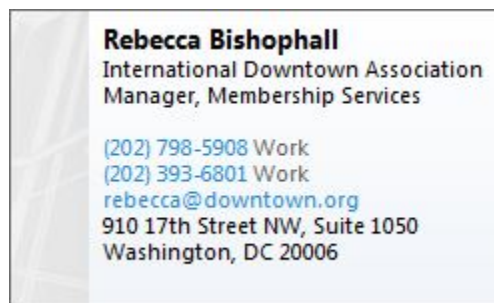 Rebecca Bishophall
International Downtown Association
Manager, Membership Services
(202) 798-5908 Work
(202) 393-6801 Work
rebecca@downtown.org
910 17th Street NW, Suite 1050
Washington, DC 20006